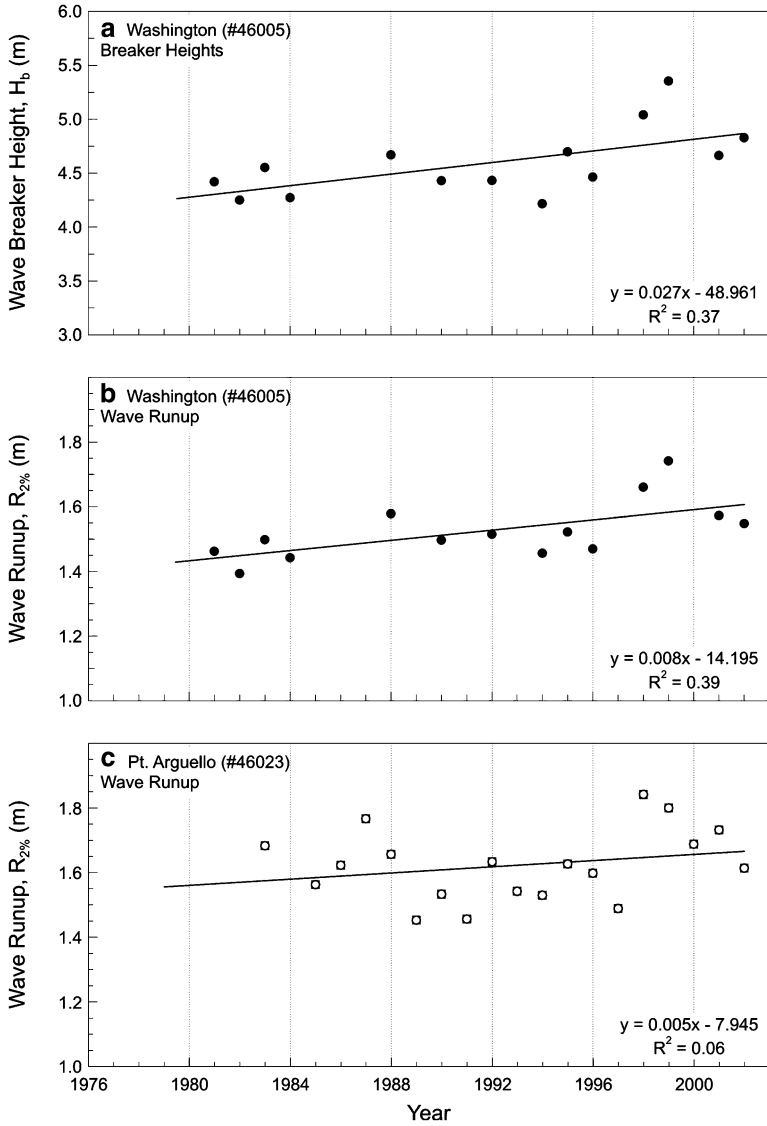 a Washington (#46005)
Breaker Heights
Wave Breaker Height, H_b (m)
6.0
5.5
5.0
4.5
4.0
3.5
3.0
y = 0.027x - 48.961
R² = 0.37
b Washington (#46005)
Wave Runup
Wave Runup, R_2% (m)
1.8
1.6
1.4
1.2
1.0
y = 0.008x - 14.195
R² = 0.39
c Pt. Arguello (#46023)
Wave Runup
Wave Runup, R_2% (m)
1.8
1.6
1.4
1.2
1.0
y = 0.005x - 7.945
R² = 0.06
1976 1980 1984 1988 1992 1996 2000
Year